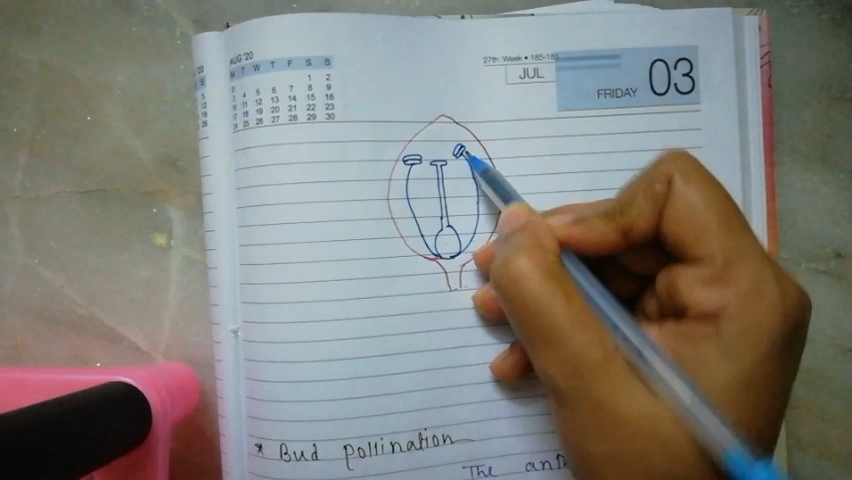 AUG '20
M T W T F S S
1 2
3 4 5 6 7 8 9
10 11 12 13 14 15 16
17 18 19 20 21 22 23
24 25 26 27 28 29 30
27th Week • 185-18
JUL
FRIDAY 03
* Bud pollination
The